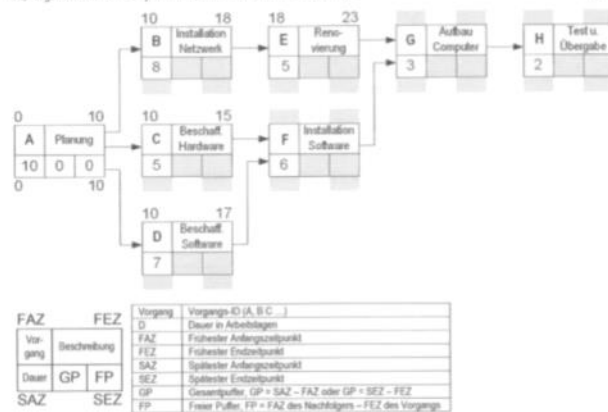 10 18
B Installation Netzwerk
8
18 23
E Reno-vierung
5
G Aufbau Computer
3
H Test u. Übergabe
2
0 10
A Planung
10 0 0
0 10
10 15
C Beschaff. Hardware
5
F Installation Software
6
10 17
D Beschaff. Software
7
FAZ FEZ
Vor-gang Beschreibung
Dauer GP FP
SAZ SEZ
Vorgang Vorgangs-ID (A, B C ...)
D Dauer in Arbeitstagen
FAZ Frühester Anfangszeitpunkt
FEZ Frühester Endzeitpunkt
SAZ Spätester Anfangszeitpunkt
SEZ Spätester Endzeitpunkt
GP Gesamtpuffer, GP = SAZ – FAZ oder GP = SEZ – FEZ
FP Freier Puffer, FP = FAZ des Nachfolgers – FEZ des Vorgangs